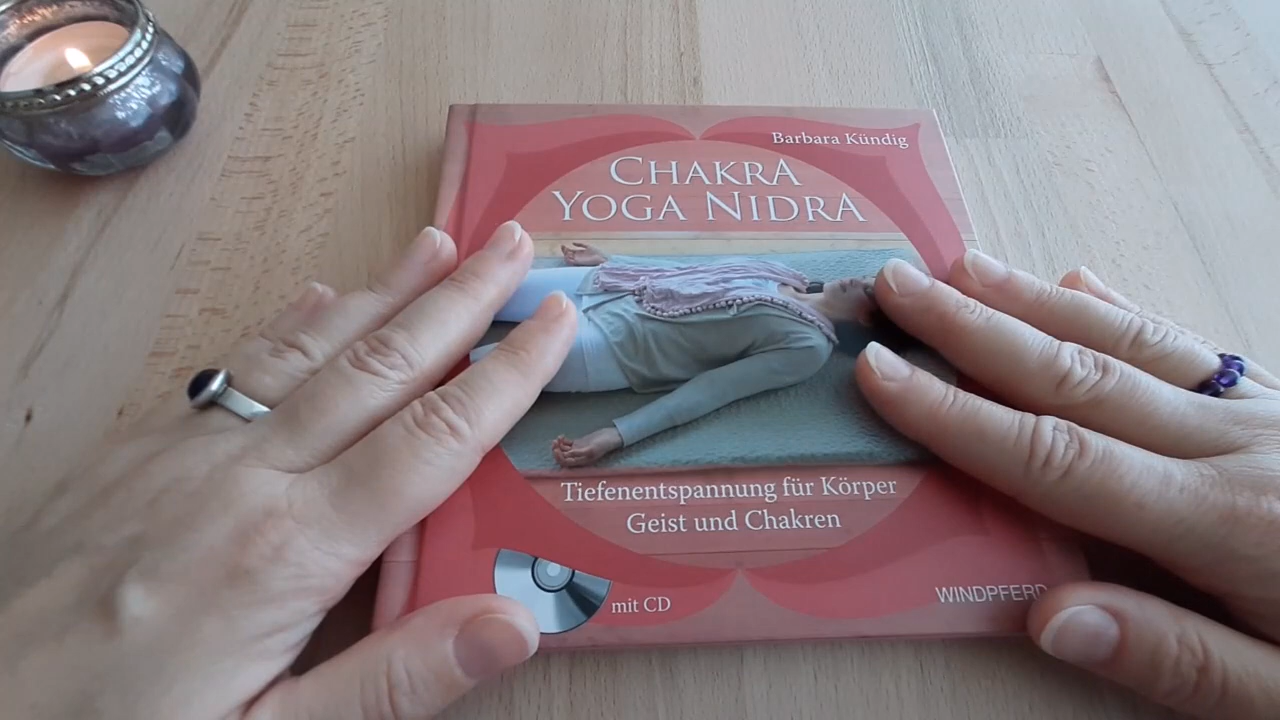 Barbara Kündig
CHAKRA
YOGA NIDRA
Tiefenentspannung für Körper
Geist und Chakren
mit CD
WINDPFERD